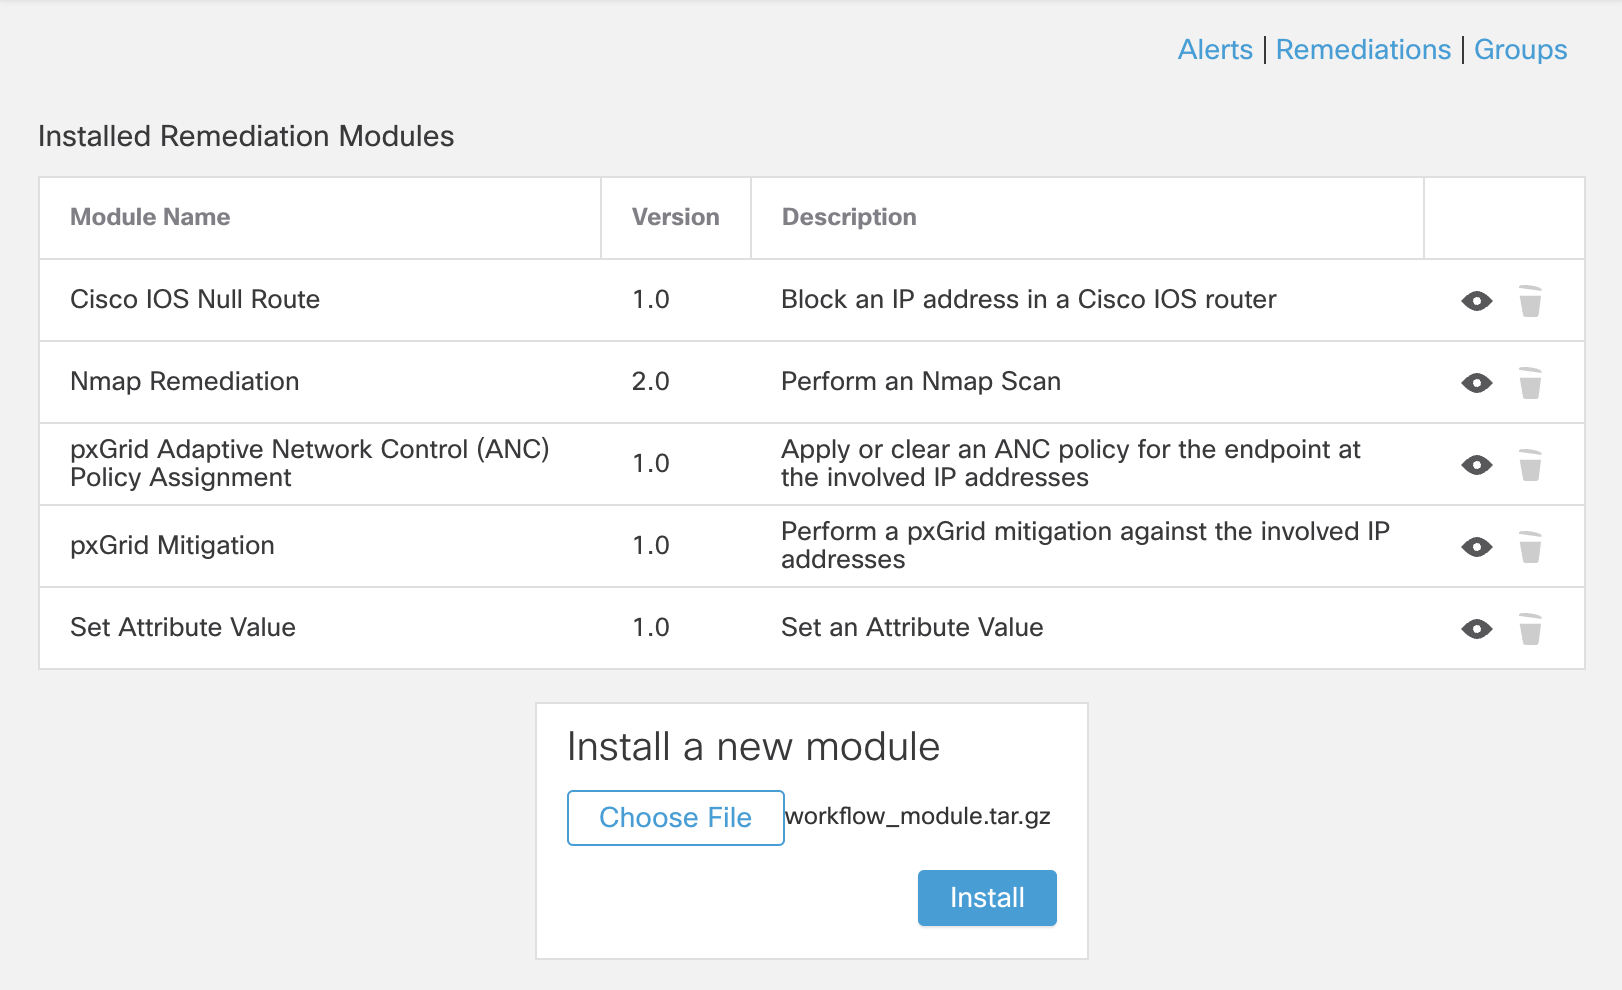 Alerts | Remediations | Groups
Installed Remediation Modules
Module Name Version Description
Cisco IOS Null Route 1.0 Block an IP address in a Cisco IOS router
Nmap Remediation 2.0 Perform an Nmap Scan
pxGrid Adaptive Network Control (ANC)
Policy Assignment
1.0
Apply or clear an ANC policy for the endpoint at
the involved IP addresses
pxGrid Mitigation 1.0
Perform a pxGrid mitigation against the involved IP
addresses
Set Attribute Value 1.0 Set an Attribute Value
Install a new module
Choose File workflow_module.tar.gz
Install